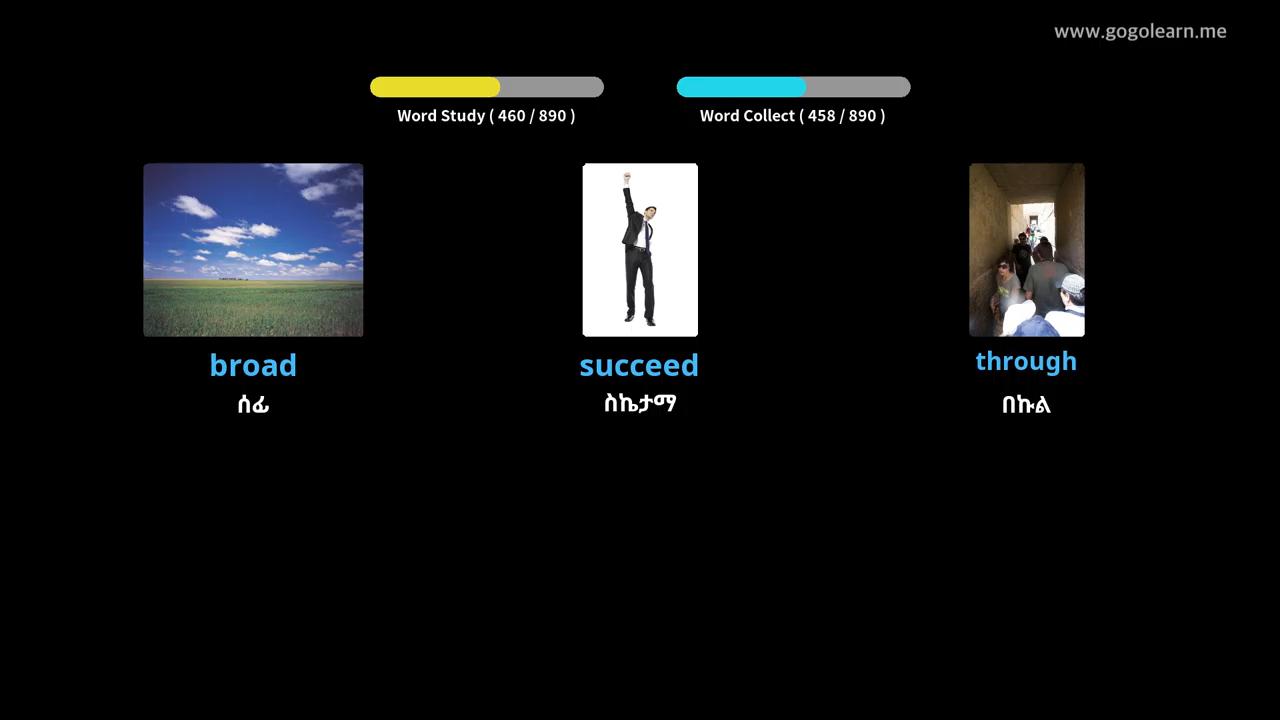 www.gogolearn.me
Word Study ( 460 / 890 )
Word Collect ( 458 / 890 )
broad
succeed
through
ሰፊ
ስኬታማ
በኩል